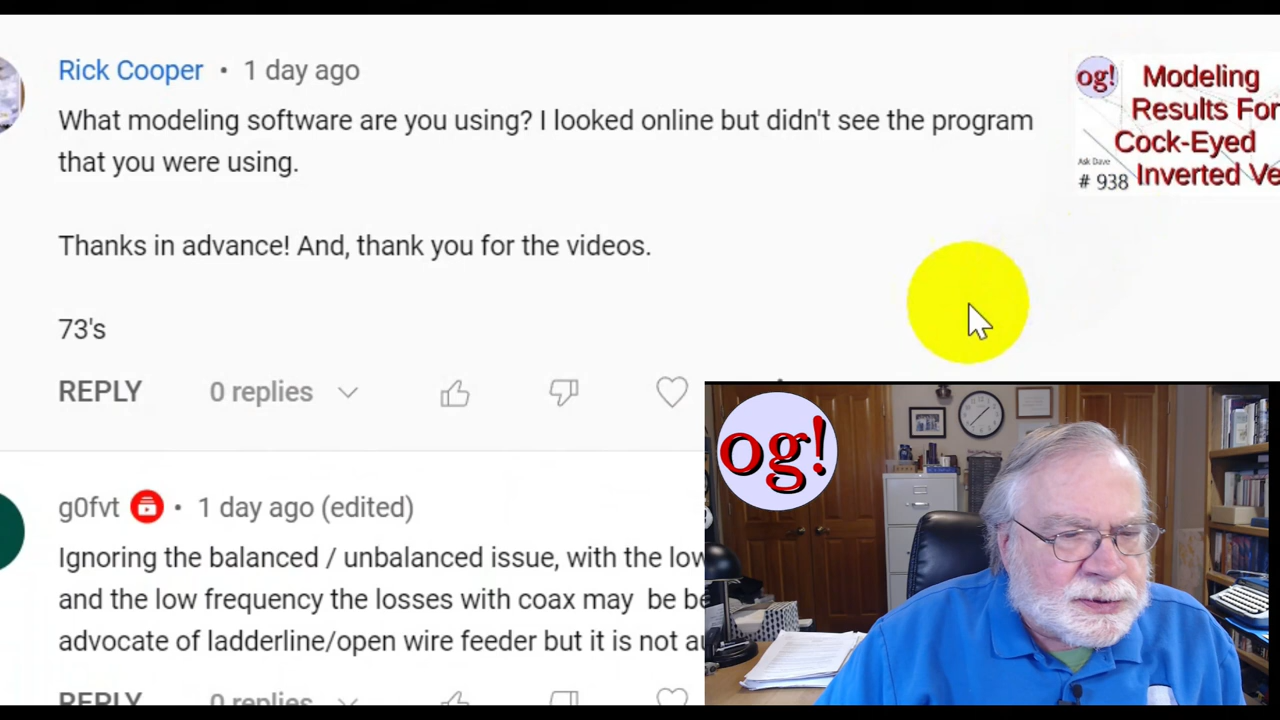 Rick Cooper • 1 day ago
What modeling software are you using? I looked online but didn't see the program
that you were using.
Thanks in advance! And, thank you for the videos.
73's
REPLY 0 replies
og! Modeling
Results For
Cock-Eyed
Ask Dave
# 938 Inverted Ve
og!
g0fvt • 1 day ago (edited)
Ignoring the balanced / unbalanced issue, with the low
and the low frequency the losses with coax may be be
advocate of ladderline/open wire feeder but it is not au
REPLY 0 replies